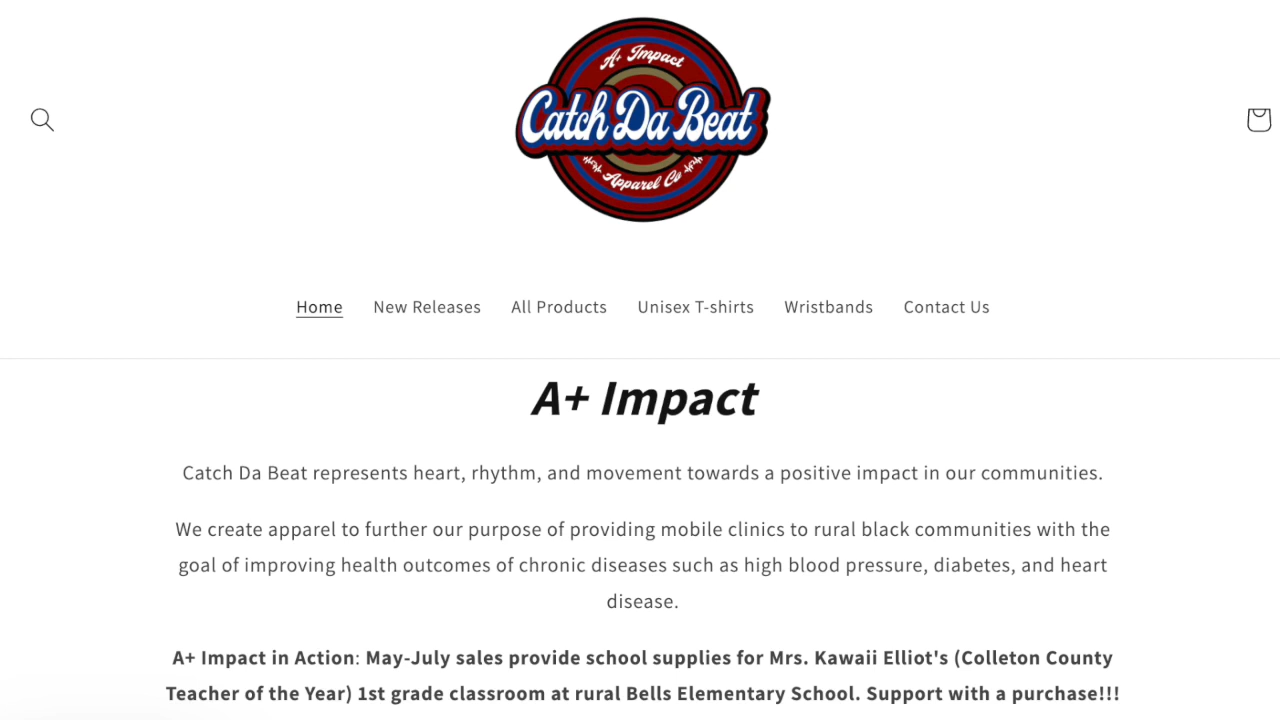 A+ Impact
Catch Da Beat
Apparel Co
Home New Releases All Products Unisex T-shirts Wristbands Contact Us
A+ Impact
Catch Da Beat represents heart, rhythm, and movement towards a positive impact in our communities.
We create apparel to further our purpose of providing mobile clinics to rural black communities with the
goal of improving health outcomes of chronic diseases such as high blood pressure, diabetes, and heart
disease.
A+ Impact in Action: May-July sales provide school supplies for Mrs. Kawaii Elliot's (Colleton County
Teacher of the Year) 1st grade classroom at rural Bells Elementary School. Support with a purchase!!!